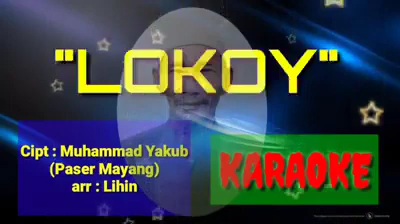 "LOKOY"
Cipt : Muhammad Yakub
(Paser Mayang)
arr : Lihin
KARAOKE